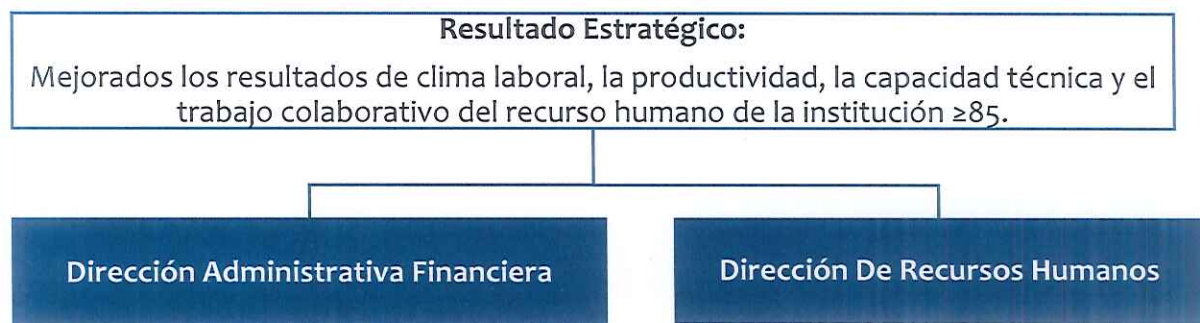 Resultado Estratégico:
Mejorados los resultados de clima laboral, la productividad, la capacidad técnica y el
trabajo colaborativo del recurso humano de la institución ≥85.
Dirección Administrativa Financiera
Dirección De Recursos Humanos